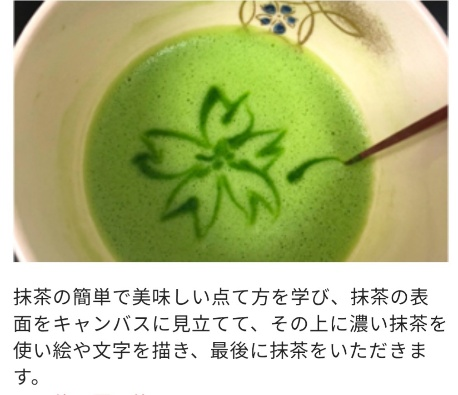 抹茶の簡単で美味しい点て方を学び、抹茶の表
面をキャンバスに見立てて、その上に濃い抹茶を
使い絵や文字を描き、最後に抹茶をいただきま
す。